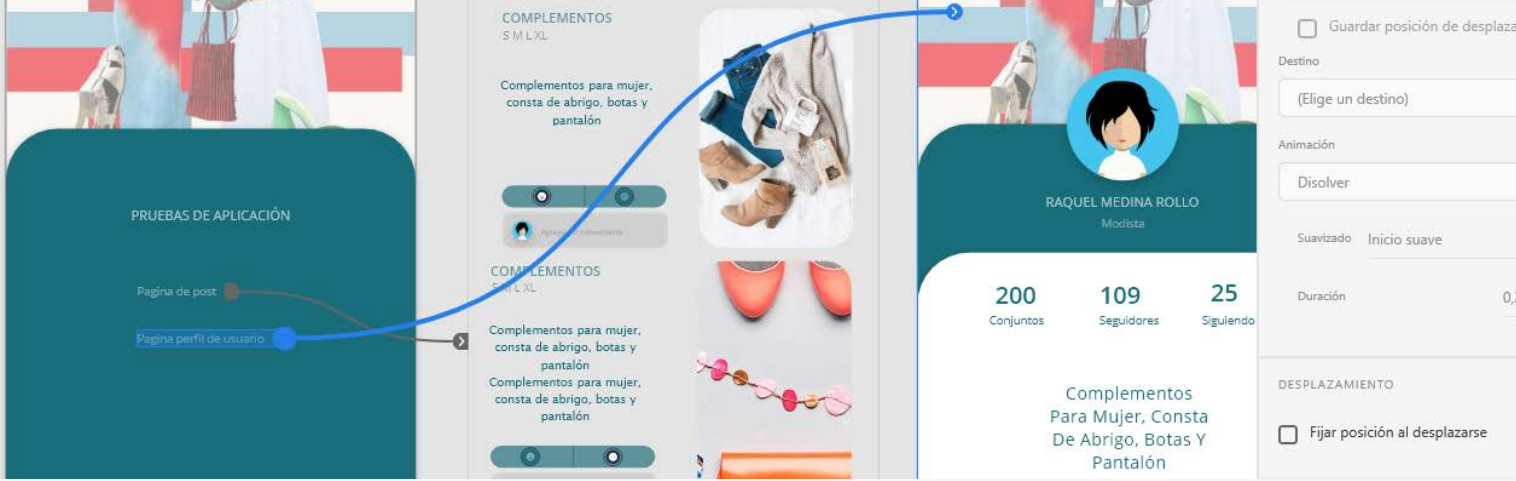 PRUEBAS DE APLICACIÓN
Pagina de post
Pagina perfil de usuario
COMPLEMENTOS
S M L XL
Complementos para mujer,
consta de abrigo, botas y
pantalón
COMPLEMENTOS
S M L XL
Complementos para mujer,
consta de abrigo, botas y
pantalón
Complementos para mujer,
consta de abrigo, botas y
pantalón
RAQUEL MEDINA ROLLO
Modista
200
109
25
Conjuntos
Seguidores
Siguiendo
Complementos
Para Mujer, Consta
De Abrigo, Botas Y
Pantalón
Guardar posición de desplaza
Destino
(Elige un destino)
Animación
Disolver
Suavizado Inicio suave
Duración 0,
DESPLAZAMIENTO
Fijar posición al desplazarse